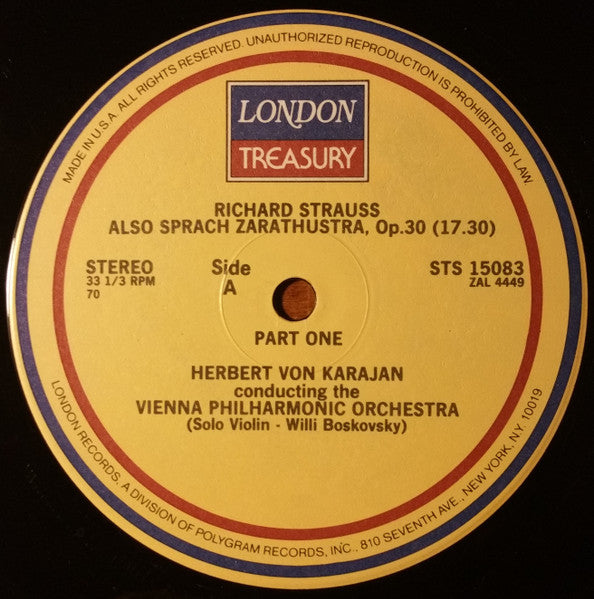 MADE IN U.S.A. ALL RIGHTS RESERVED. UNAUTHORIZED REPRODUCTION IS PROHIBITED BY LAW.
LONDON
TREASURY
RICHARD STRAUSS
ALSO SPRACH ZARATHUSTRA, Op.30 (17.30)
STEREO Side STS 15083
33 1/3 RPM A ZAL 4449
70
PART ONE
HERBERT VON KARAJAN
conducting the
VIENNA PHILHARMONIC ORCHESTRA
(Solo Violin - Willi Boskovsky)
LONDON RECORDS, A DIVISION OF POLYGRAM RECORDS, INC., 810 SEVENTH AVE., NEW YORK, N.Y. 10019